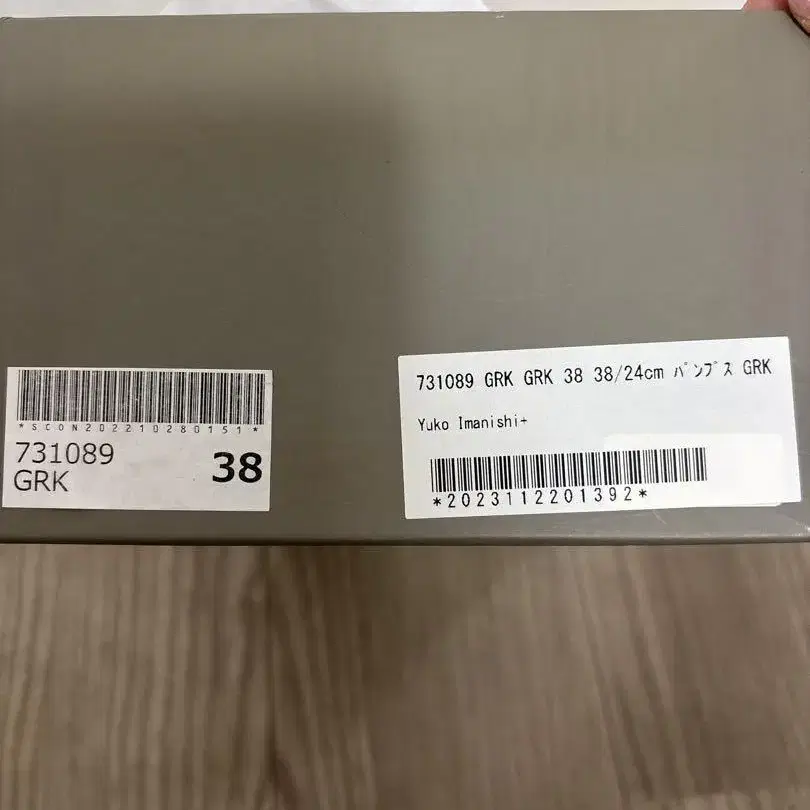 *SCON20221028015​1*
731089
GRK
38
731089 GRK GRK 38 38/24cm ﾊﾟﾝﾌﾟｽ GRK
Yuko Imanishi+
*2023112201392*